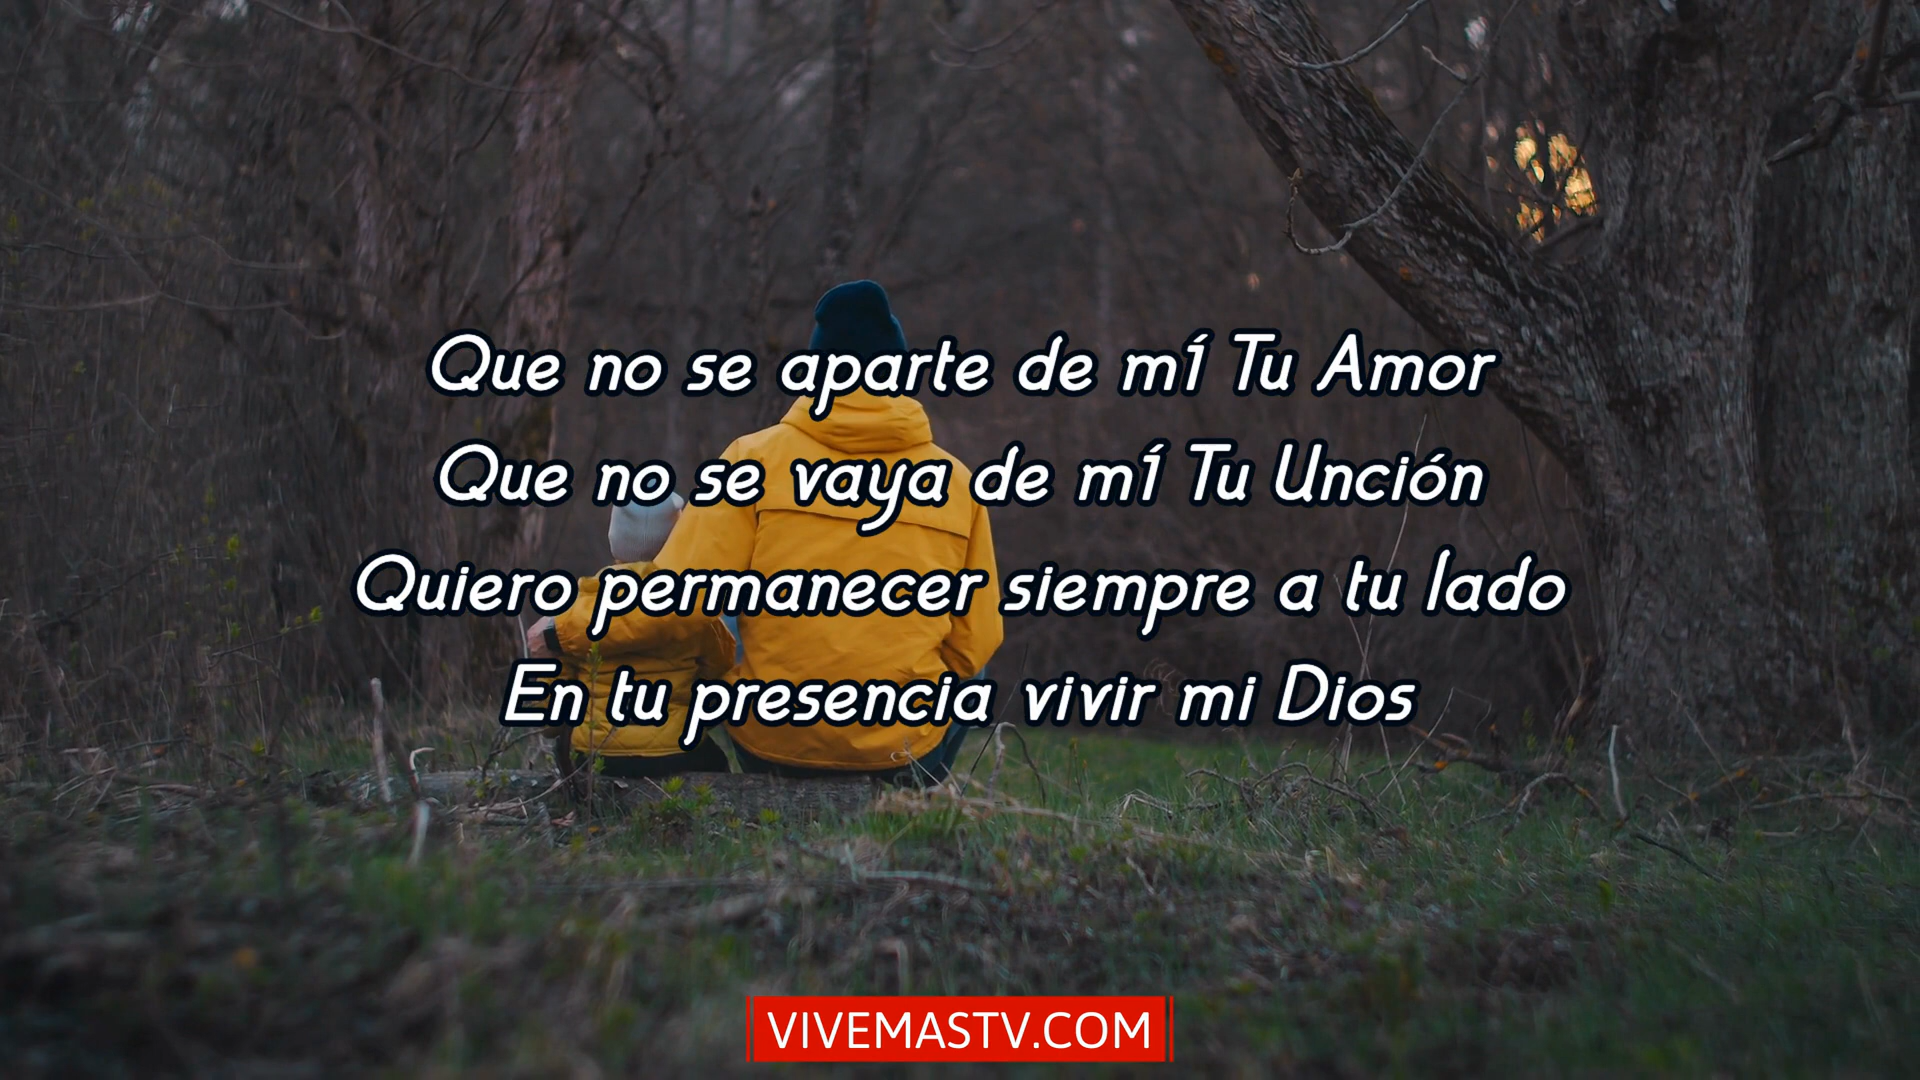 Que no se aparte de mí Tu Amor
Que no se vaya de mí Tu Unción
Quiero permanecer siempre a tu lado
En tu presencia vivir mi Dios
VIVEMASTV.COM